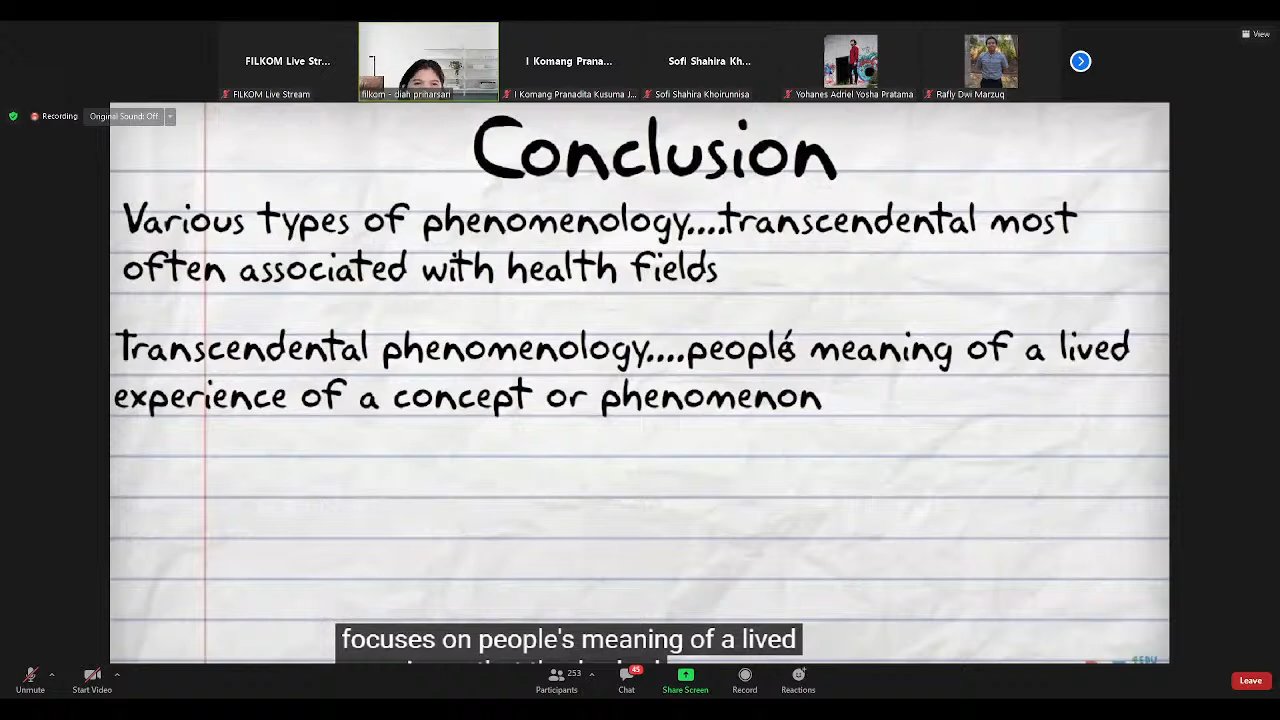 View
FILKOM Live Str...
I Komang Prana...
Sofi Shahira Kh...
FILKOM Live Stream
filkom - diah priharsari
I Komang Pranadita Kusuma J...
Sofi Shahira Khoirunnisa
Yohanes Adriel Yosha Pratama
Rafly Dwi Marzuq
Recording
Original Sound: Off
Conclusion
Various types of phenomenology....transcendental most
often associated with health fields
Transcendental phenomenology....people's meaning of a lived
experience of a concept or phenomenon
focuses on people's meaning of a lived
Unmute
Start Video
253
Participants
45
Chat
Share Screen
Record
Reactions
Leave